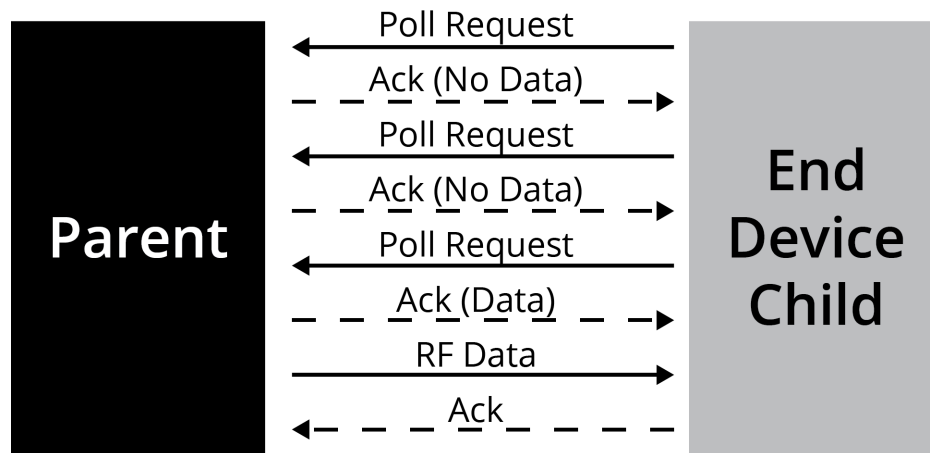 Poll Request
Ack (No Data)
Poll Request
Ack (No Data)
Poll Request
Ack (Data)
RF Data
Ack
Parent
End
Device
Child